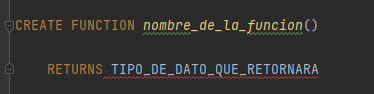 CREATE FUNCTION nombre_de_la_funcion()
RETURNS TIPO_DE_DATO_QUE_RETORNARA